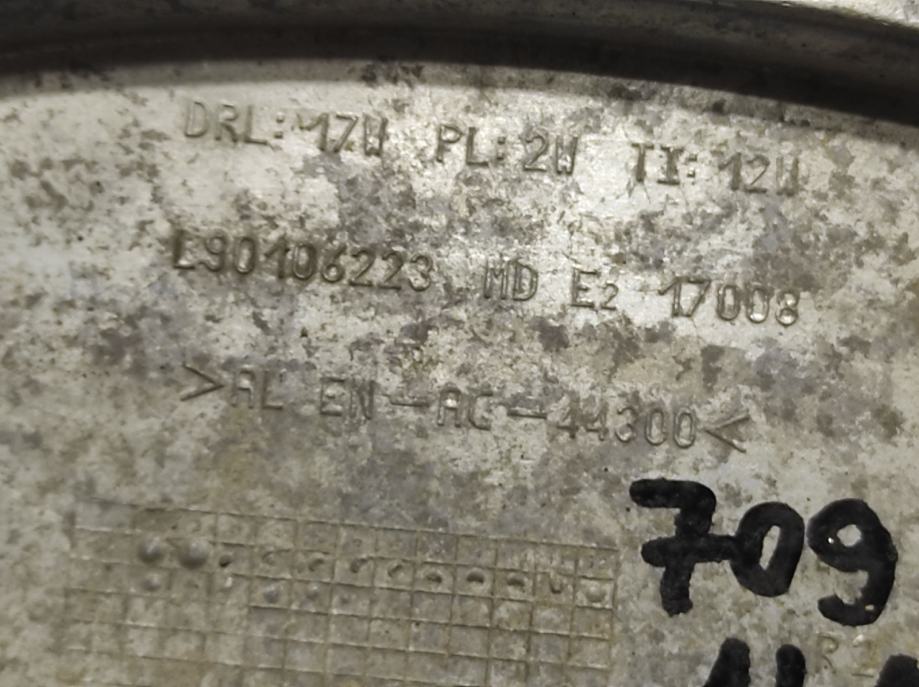 DRL: 17W PL: 2W TI: 12W
L90106223 MD E2 17008
>AL EN-AC-44300<
709